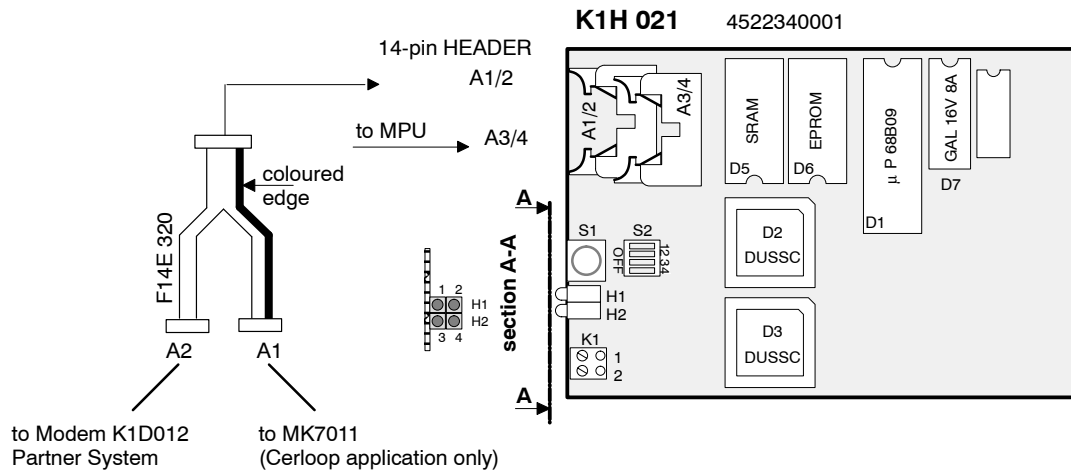 K1H 021 4522340001
14-pin HEADER
A1/2
to MPU A3/4
coloured
edge
F14E 320
A2 A1
to Modem K1D012
Partner System
to MK7011
(Cerloop application only)
1 2
H1
H2
3 4
section A-A
A
A
A1/2
A3/4
SRAM
D5
EPROM
D6
µ P 68B09
D1
GAL 16V 8A
D7
S1
S2
OFF
1234
H1
H2
K1
1
2
D2
DUSSC
D3
DUSSC